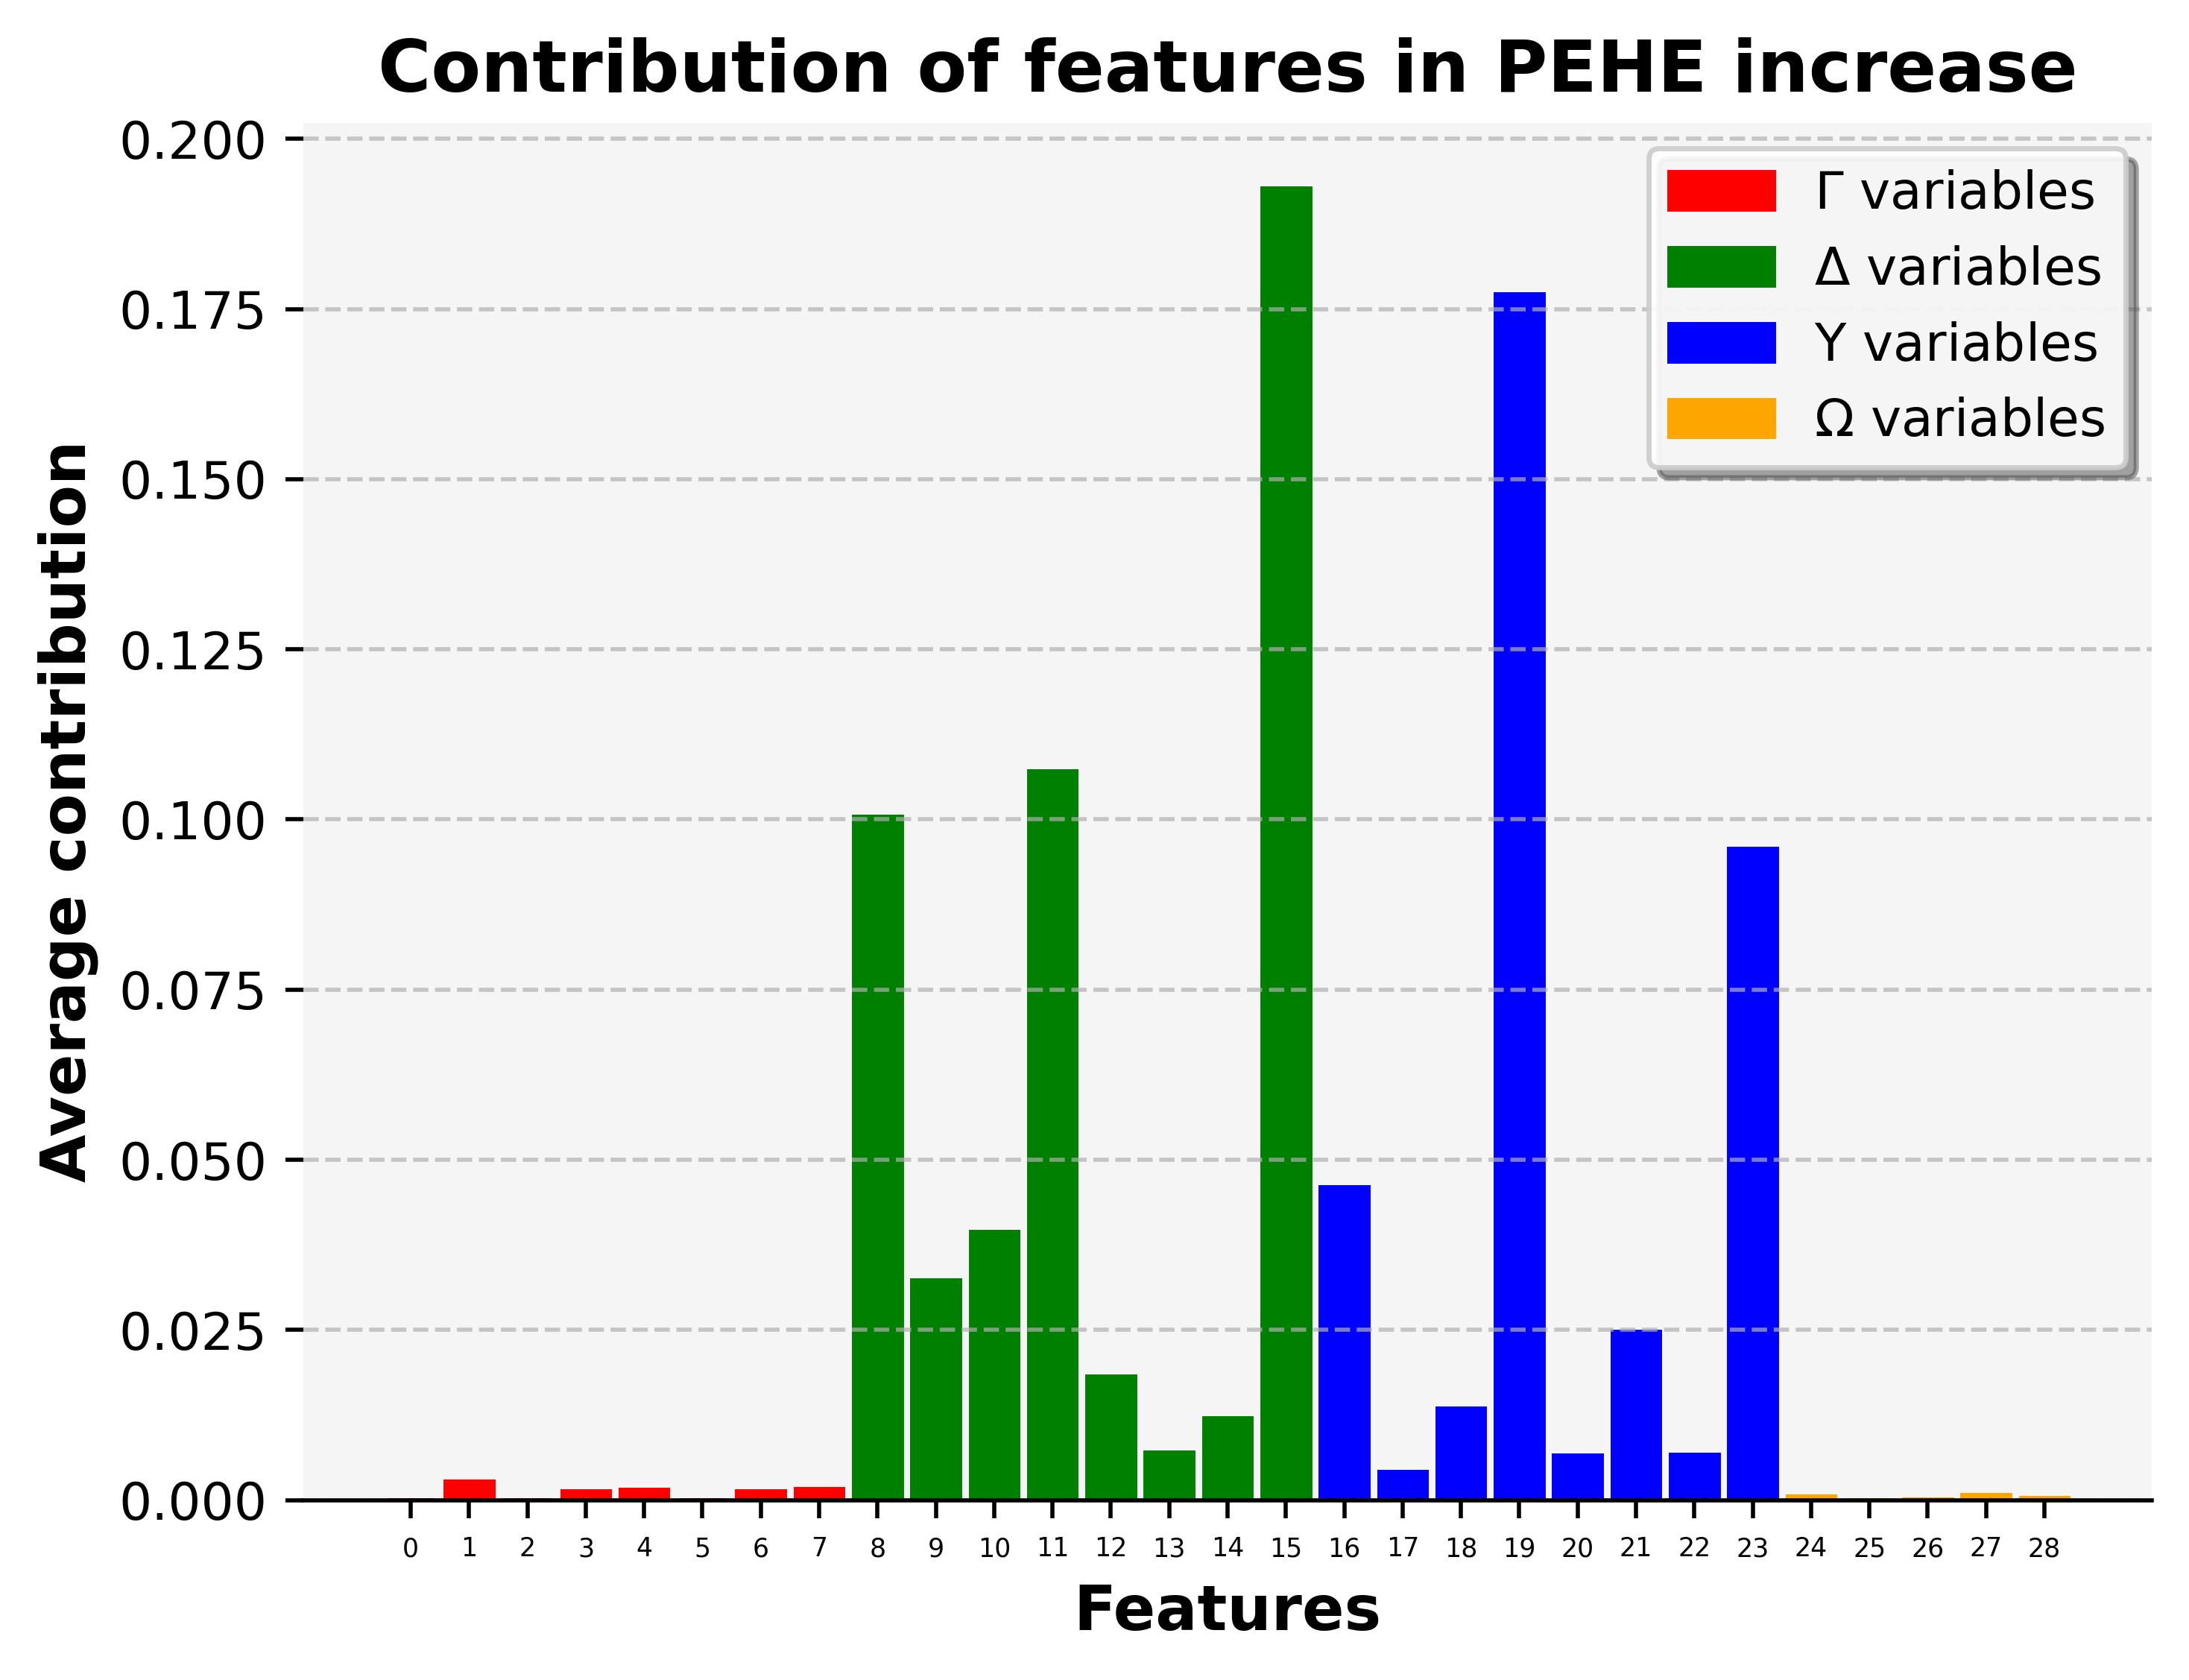 Contribution of features in PEHE increase
0.200
0.175
0.150
0.125
0.100
0.075
0.050
0.025
0.000
Average contribution
Γ variables
Δ variables
Υ variables
Ω variables
0 1 2 3 4 5 6 7 8 9 10 11 12 13 14 15 16 17 18 19 20 21 22 23 24 25 26 27 28
Features